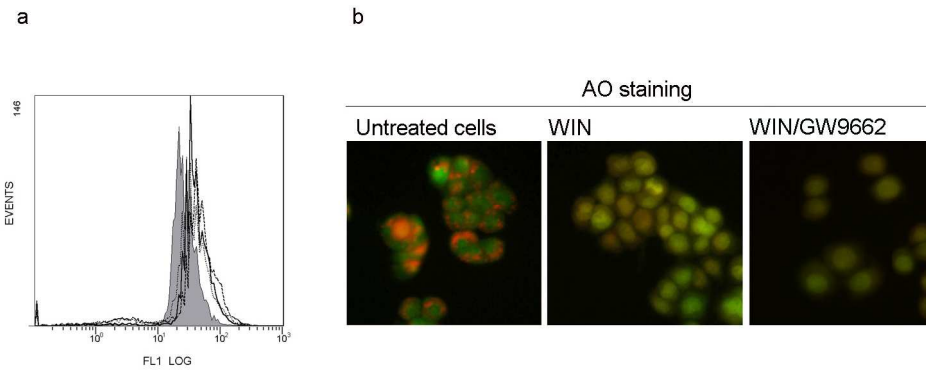 a
b
146
EVENTS
10⁰
10¹
10²
10³
FL1 LOG
AO staining
Untreated cells
WIN
WIN/GW9662